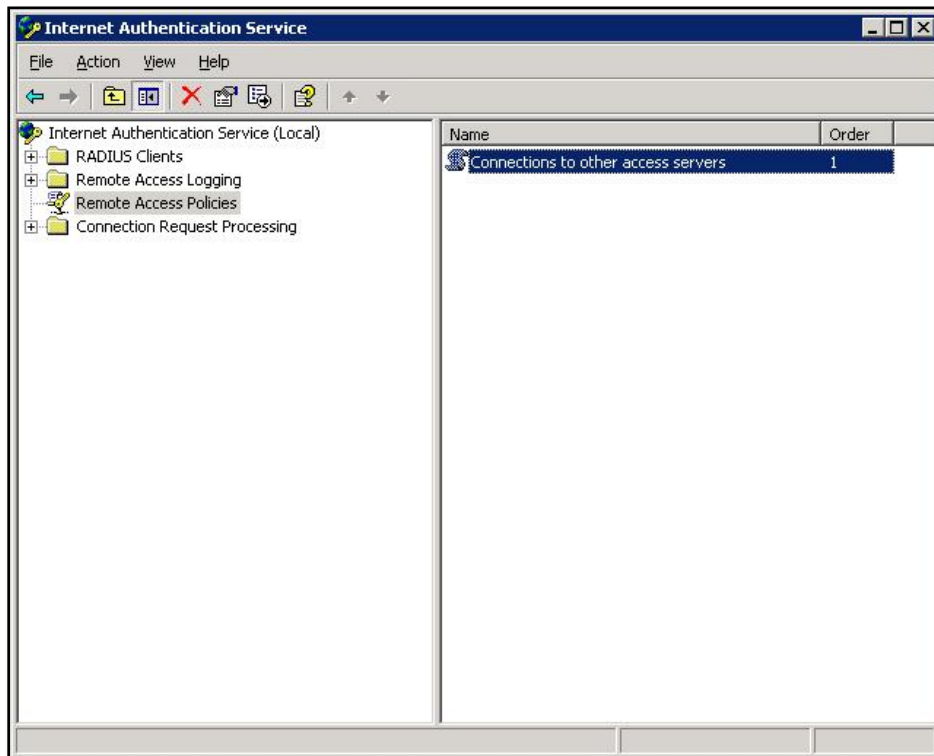 Internet Authentication Service
File Action View Help
Internet Authentication Service (Local)
RADIUS Clients
Remote Access Logging
Remote Access Policies
Connection Request Processing
Name Order
Connections to other access servers 1